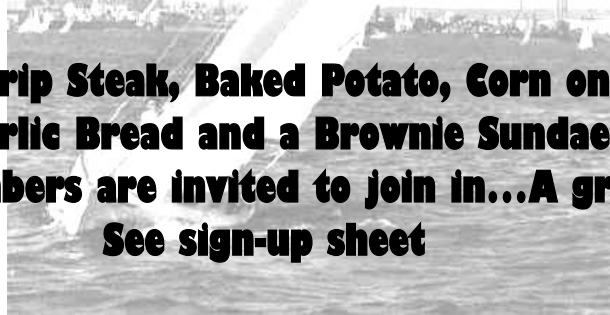 rip Steak, Baked Potato, Corn on
rlic Bread and a Brownie Sundae
bers are invited to join in...A gr
See sign-up sheet